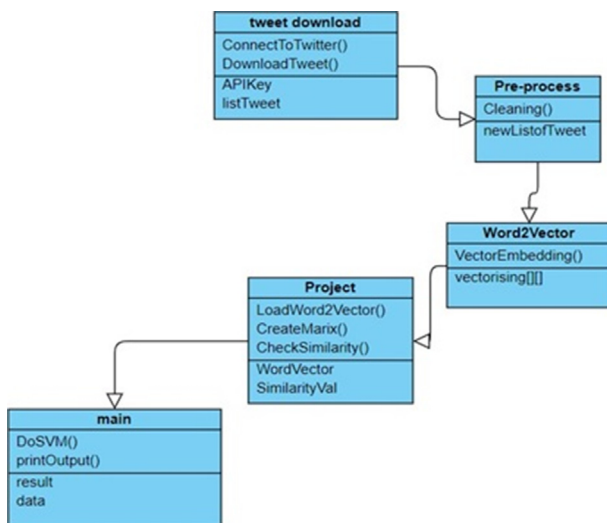 tweet download
ConnectToTwitter()
DownloadTweet()
APIKey
listTweet
Pre-process
Cleaning()
newListofTweet
Word2Vector
VectorEmbedding()
vectorising[][]
Project
LoadWord2Vector()
CreateMarix()
CheckSimilarity()
WordVector
SimilarityVal
main
DoSVM()
printOutput()
result
data